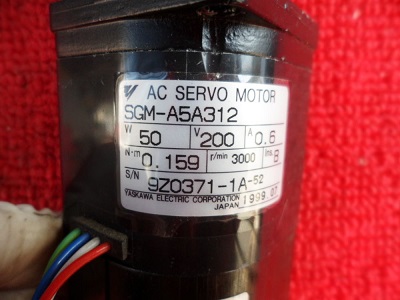 AC SERVO MOTOR
SGM-A5A312
W 50 V 200 A 0.6
N·m 0.159 r/min 3000 Ins. B
S/N 9Z0371-1A-52
YASKAWA ELECTRIC CORPORATION 1999.07
JAPAN